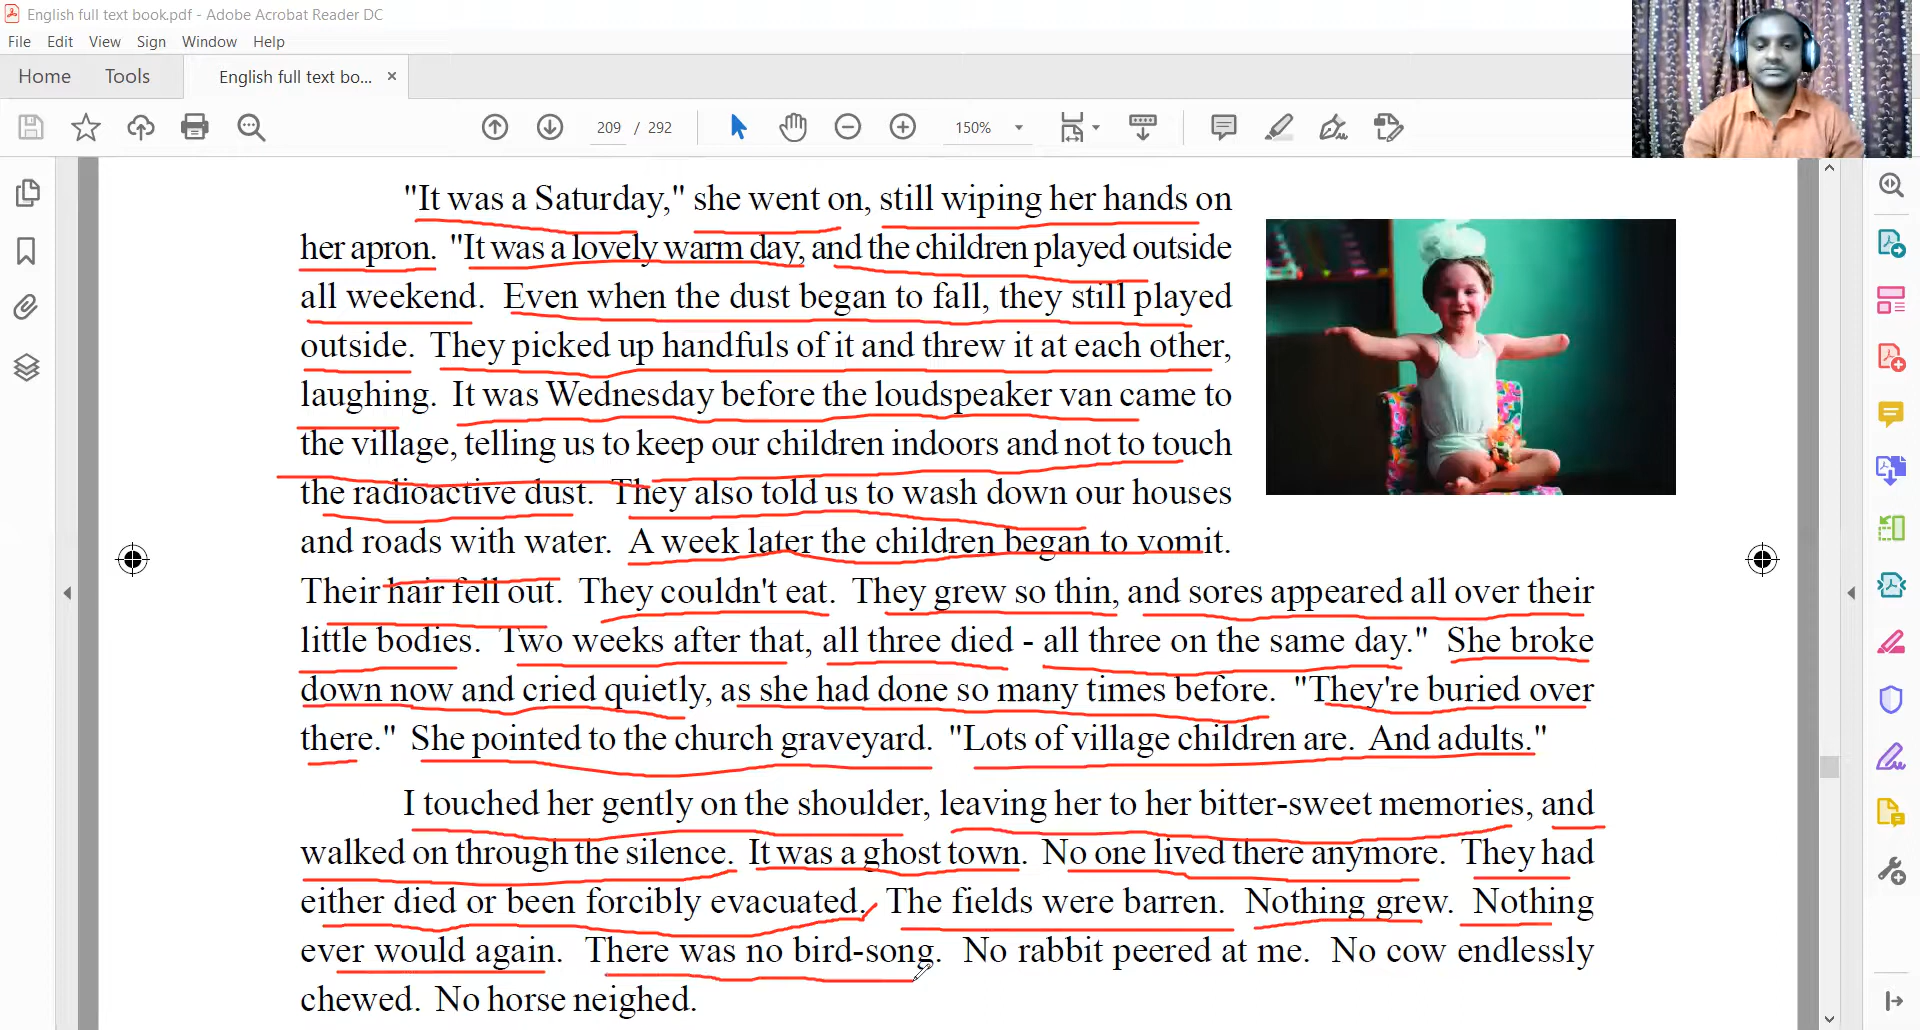 English full text book.pdf - Adobe Acrobat Reader DC
File Edit View Sign Window Help
Home Tools English full text bo... ×
209 / 292 150%
"It was a Saturday," she went on, still wiping her hands on
her apron. "It was a lovely warm day, and the children played outside
all weekend. Even when the dust began to fall, they still played
outside. They picked up handfuls of it and threw it at each other,
laughing. It was Wednesday before the loudspeaker van came to
the village, telling us to keep our children indoors and not to touch
the radioactive dust. They also told us to wash down our houses
and roads with water. A week later the children began to vomit.
Their hair fell out. They couldn't eat. They grew so thin, and sores appeared all over their
little bodies. Two weeks after that, all three died - all three on the same day." She broke
down now and cried quietly, as she had done so many times before. "They're buried over
there." She pointed to the church graveyard. "Lots of village children are. And adults."
I touched her gently on the shoulder, leaving her to her bitter-sweet memories, and
walked on through the silence. It was a ghost town. No one lived there anymore. They had
either died or been forcibly evacuated. The fields were barren. Nothing grew. Nothing
ever would again. There was no bird-song. No rabbit peered at me. No cow endlessly
chewed. No horse neighed.